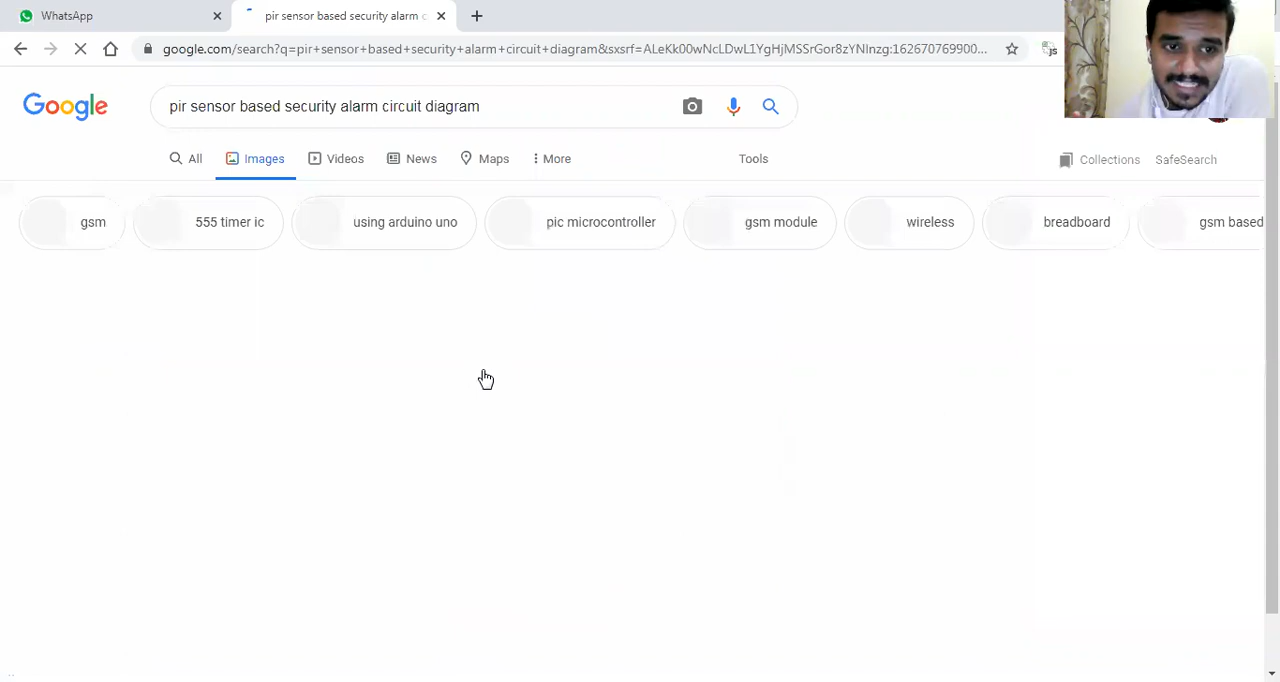 WhatsApp
pir sensor based security alarm c
google.com/search?q=pir+sensor+based+security+alarm+circuit+diagram&sxsrf=ALeKk00wNcLDwL1YgHjMSSrGor8zYNlnzg:162670769900...
js
Google
pir sensor based security alarm circuit diagram
All
Images
Videos
News
Maps
More
Tools
Collections
SafeSearch
gsm
555 timer ic
using arduino uno
pic microcontroller
gsm module
wireless
breadboard
gsm based